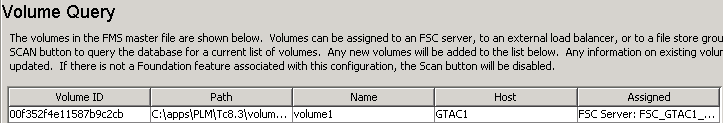 Volume Query
The volumes in the FMS master file are shown below. Volumes can be assigned to an FSC server, to an external load balancer, or to a file store grou
SCAN button to query the database for a current list of volumes. Any new volumes will be added to the list below. Any information on existing volur
updated. If there is not a Foundation feature associated with this configuration, the Scan button will be disabled.
Volume ID Path Name Host Assigned
00f352f4e11587b9c2cb C:\apps\PLM\Tc8.3\volum... volume1 GTAC1 FSC Server: FSC_GTAC1_...